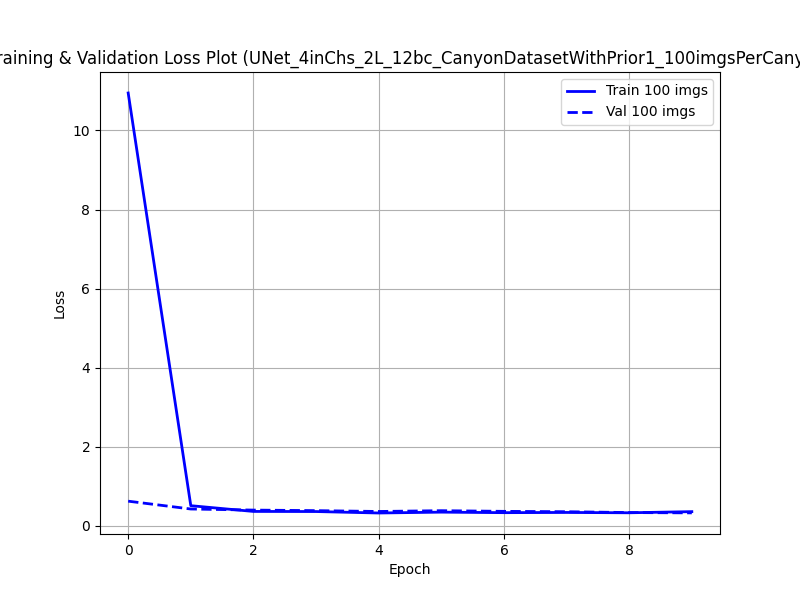 raining & Validation Loss Plot (UNet_4inChs_2L_12bc_CanyonDatasetWithPrior1_100imgsPerCany
Train 100 imgs
Val 100 imgs
10
8
6
4
2
0
Loss
0 2 4 6 8
Epoch